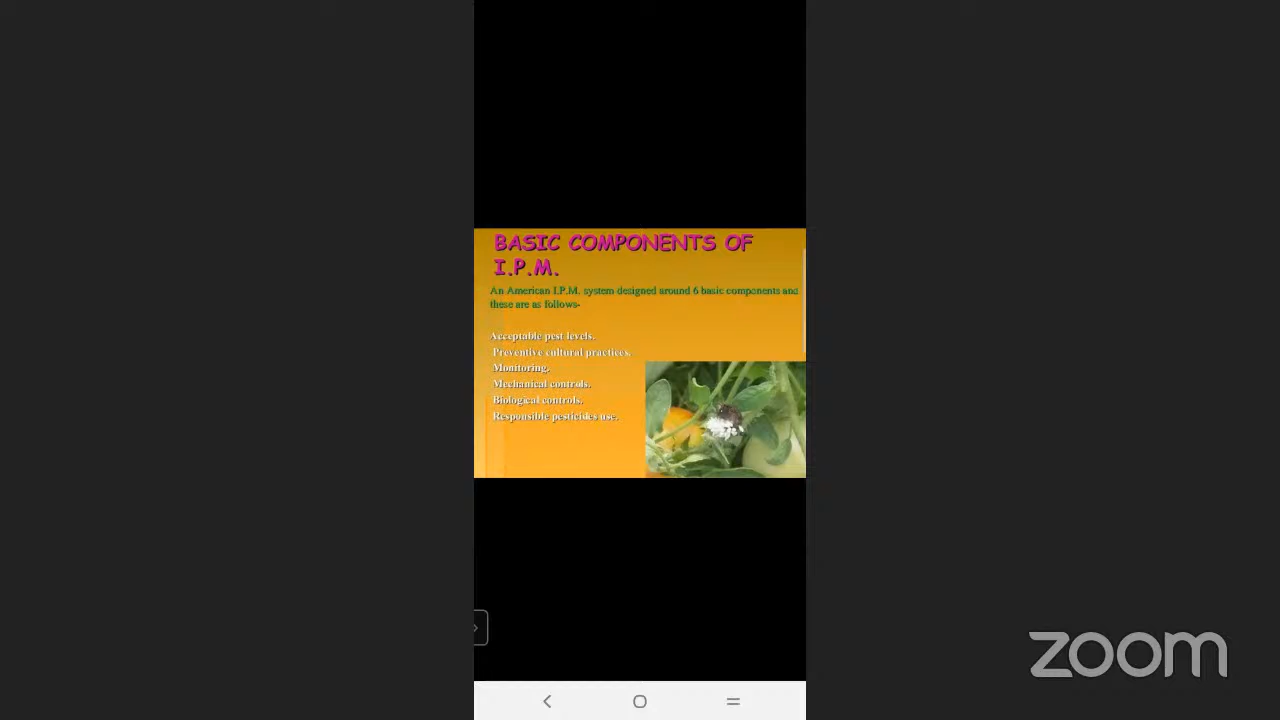 BASIC COMPONENTS OF
I.P.M.
An American I.P.M. system designed around 6 basic components and
these are as follows-
Acceptable pest levels.
Preventive cultural practices.
Monitoring.
Mechanical controls.
Biological controls.
Responsible pesticides use.
zoom